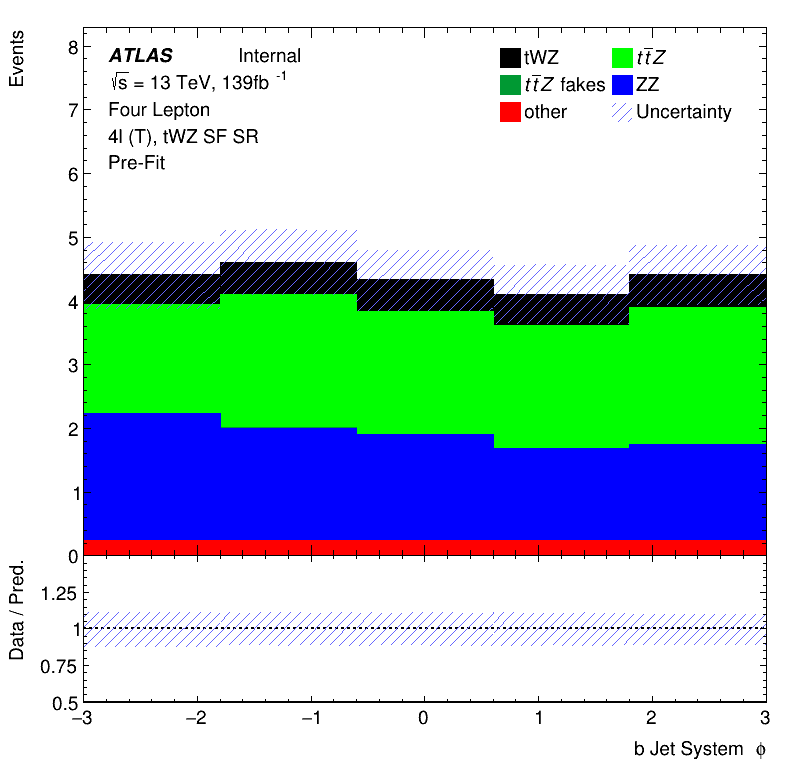 Events
ATLAS Internal
√s = 13 TeV, 139fb⁻¹
Four Lepton
4l (T), tWZ SF SR
Pre-Fit
tWZ
tt̄Z
tt̄Z fakes
ZZ
other
Uncertainty
8
7
6
5
4
3
2
1
0
Data / Pred.
1.25
1
0.75
0.5
−3 −2 −1 0 1 2 3
b Jet System ϕ